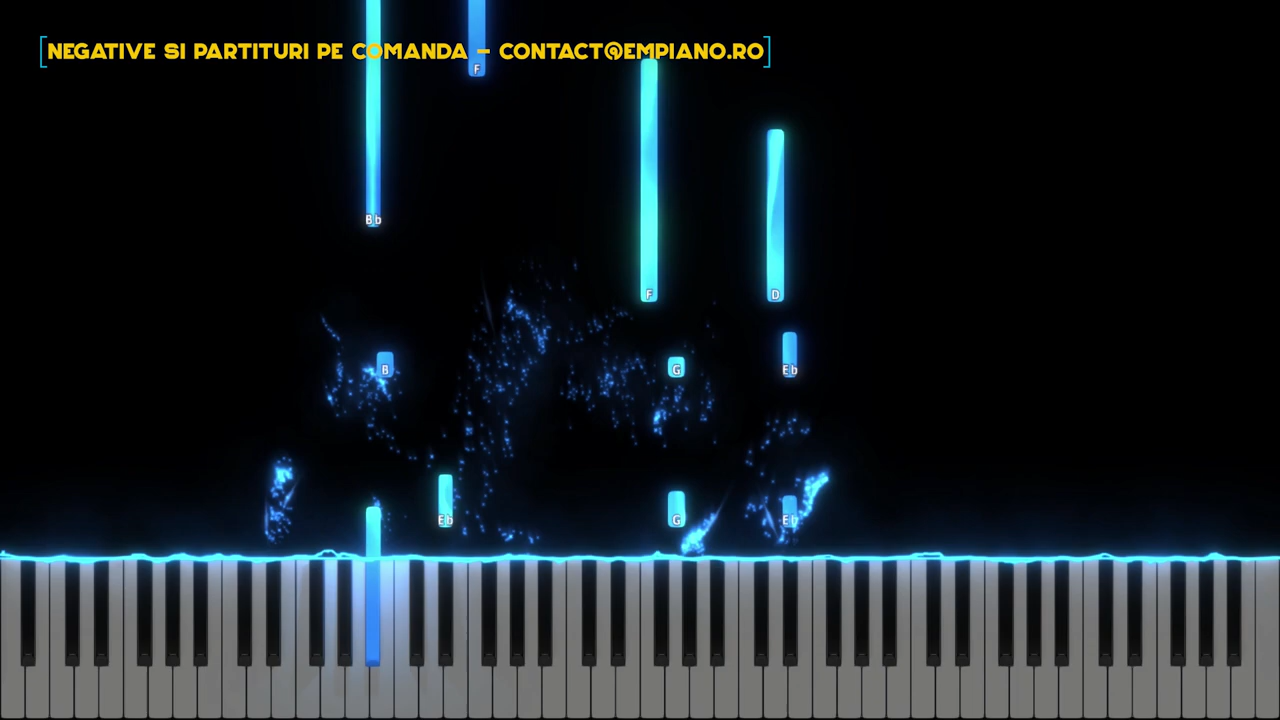 [NEGATIVE SI PARTITURI PE COMANDA - CONTACT@EMPIANO.RO]
F
Bb
F
D
B
G
Eb
Eb
G
Eb